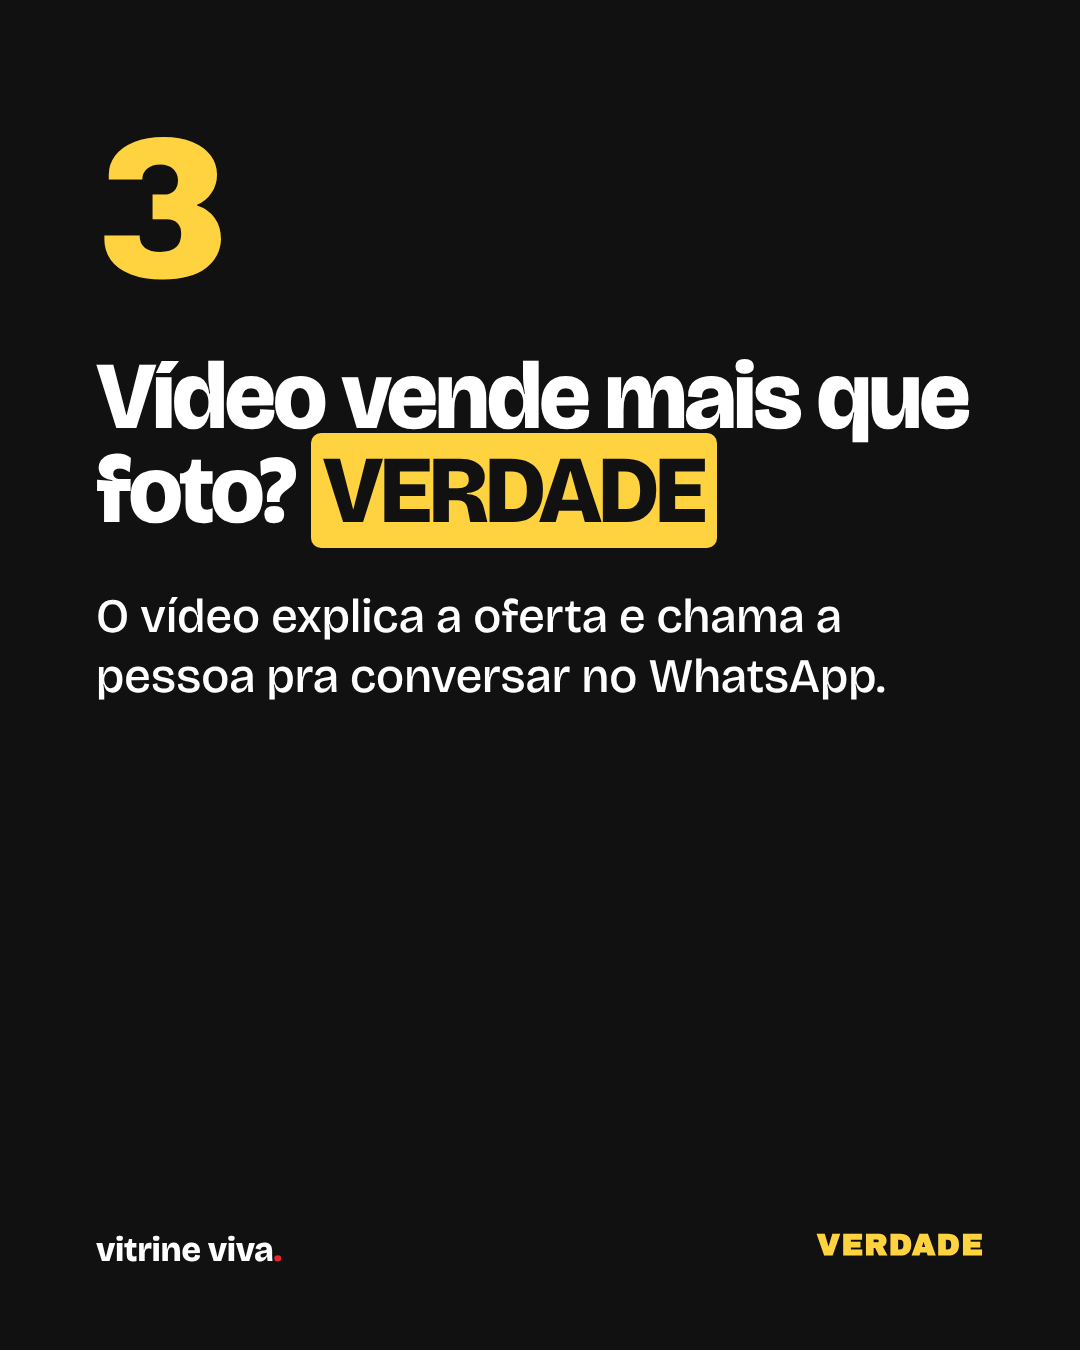 3
Vídeo vende mais que
foto? VERDADE
O vídeo explica a oferta e chama a
pessoa pra conversar no WhatsApp.
vitrine viva.
VERDADE